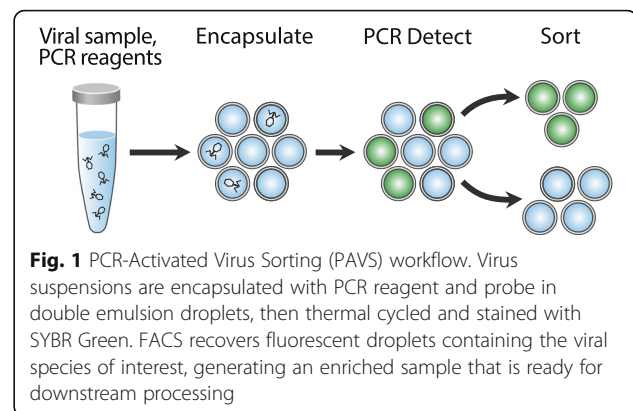 Viral sample, PCR reagents
Encapsulate
PCR Detect
Sort
Fig. 1 PCR-Activated Virus Sorting (PAVS) workflow. Virus
suspensions are encapsulated with PCR reagent and probe in
double emulsion droplets, then thermal cycled and stained with
SYBR Green. FACS recovers fluorescent droplets containing the viral
species of interest, generating an enriched sample that is ready for
downstream processing